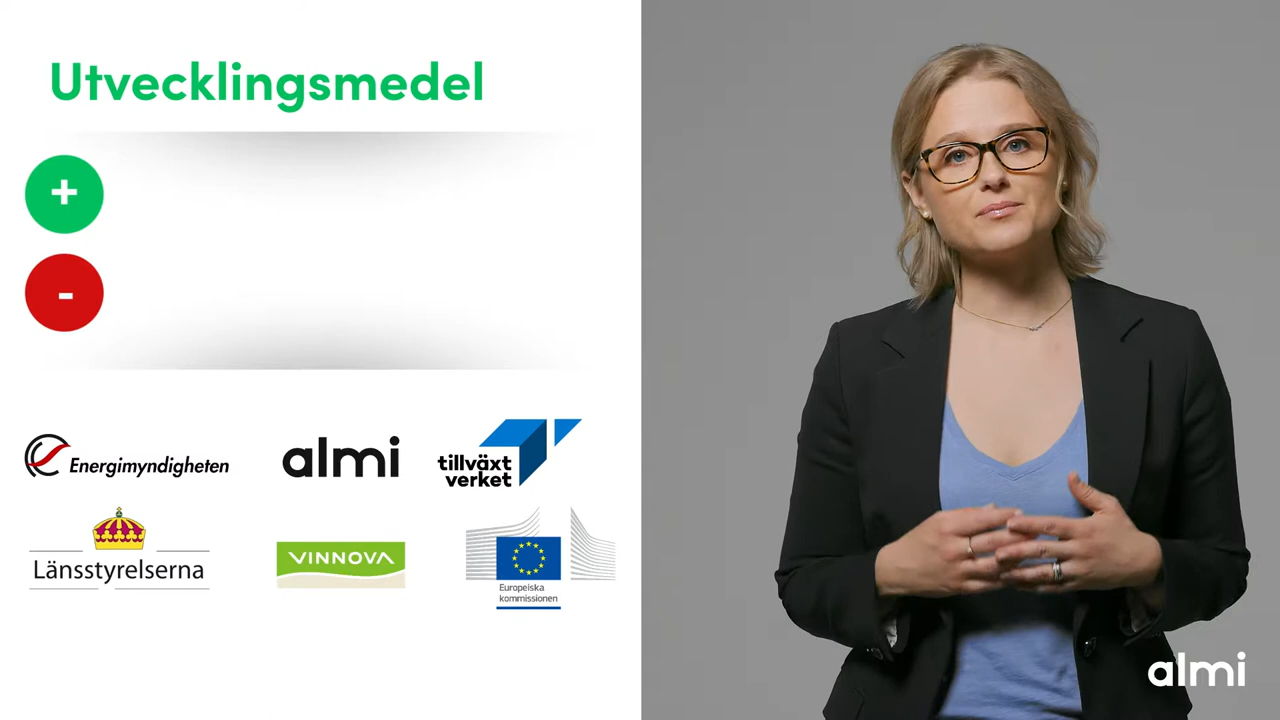 Utvecklingsmedel
+
-
Energimyndigheten
almi
tillväxt
verket
Länsstyrelserna
VINNOVA
Europeiska
kommissionen
almi